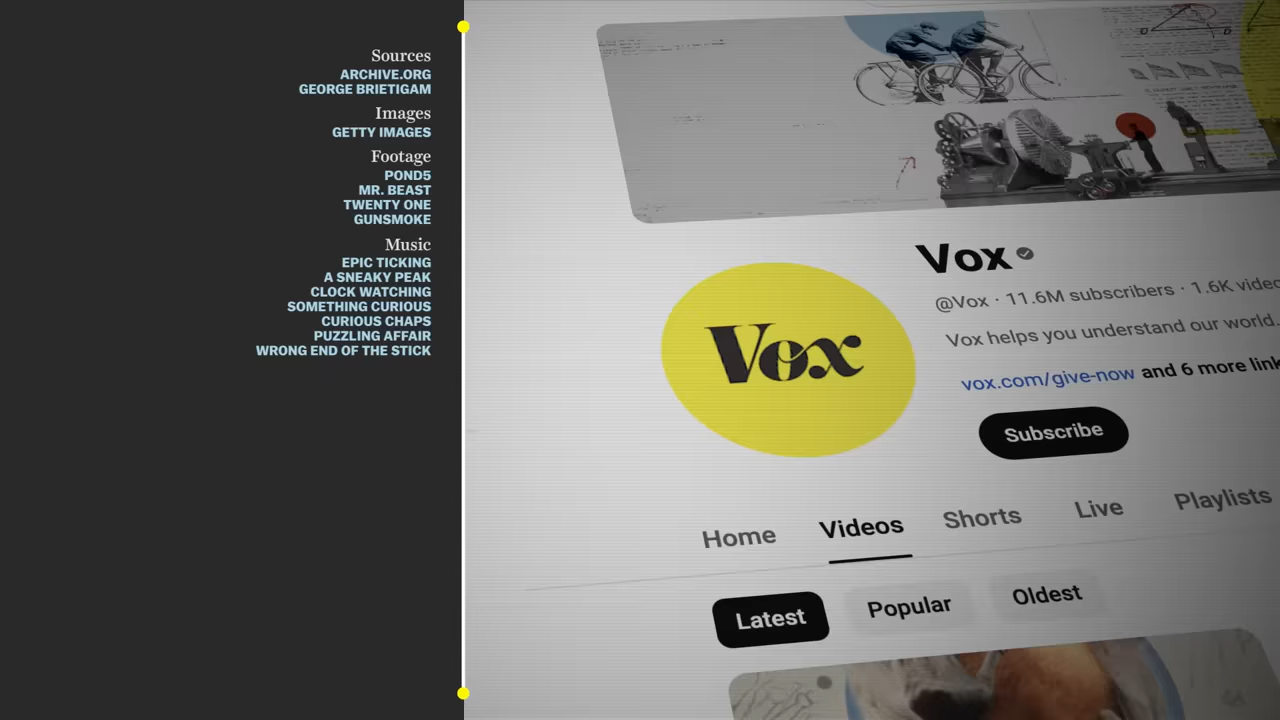 Sources
ARCHIVE.ORG
GEORGE BRIETIGAM
Images
GETTY IMAGES
Footage
POND5
MR. BEAST
TWENTY ONE
GUNSMOKE
Music
EPIC TICKING
A SNEAKY PEAK
CLOCK WATCHING
SOMETHING CURIOUS
CURIOUS CHAPS
PUZZLING AFFAIR
WRONG END OF THE STICK
Vox
@Vox · 11.6M subscribers · 1.6K
Vox helps you understand our world.
vox.com/give-now and 6 more
Vox
Subscribe
Home Videos Shorts Live Playlists
Latest Popular Oldest